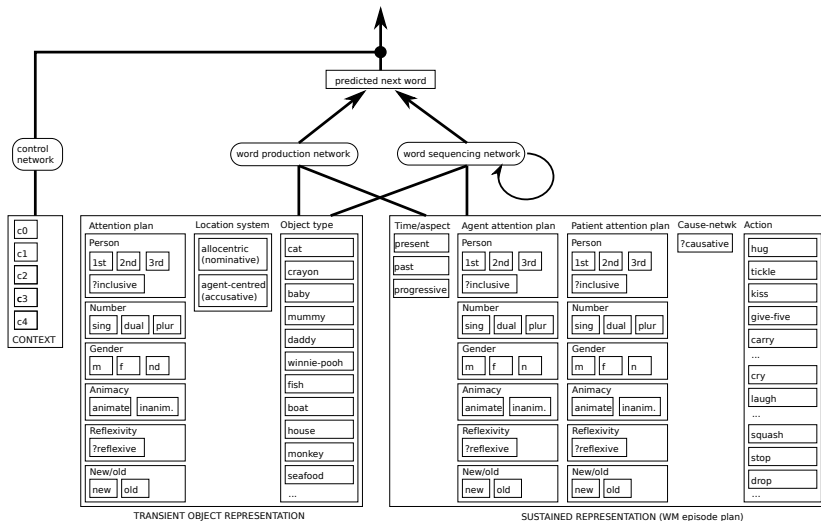 predicted next word
control
network
word production network
word sequencing network
c0
c1
c2
c3
c4
CONTEXT
Attention plan
Person
1st 2nd 3rd
?inclusive
Number
sing dual plur
Gender
m f nd
Animacy
animate inanim.
Reflexivity
?reflexive
New/old
new old
Location system
allocentric
(nominative)
agent-centred
(accusative)
Object type
cat
crayon
baby
mummy
daddy
winnie-pooh
fish
boat
house
monkey
seafood
...
TRANSIENT OBJECT REPRESENTATION
Time/aspect
present
past
progressive
Agent attention plan
Person
1st 2nd 3rd
?inclusive
Number
sing dual plur
Gender
m f n
Animacy
animate inanim.
Reflexivity
?reflexive
New/old
new old
Patient attention plan
Person
1st 2nd 3rd
?inclusive
Number
sing dual plur
Gender
m f n
Animacy
animate inanim.
Reflexivity
?reflexive
New/old
new old
Cause-netwk
?causative
Action
hug
tickle
kiss
give-five
carry
...
cry
laugh
...
squash
stop
drop
...
SUSTAINED REPRESENTATION (WM episode plan)